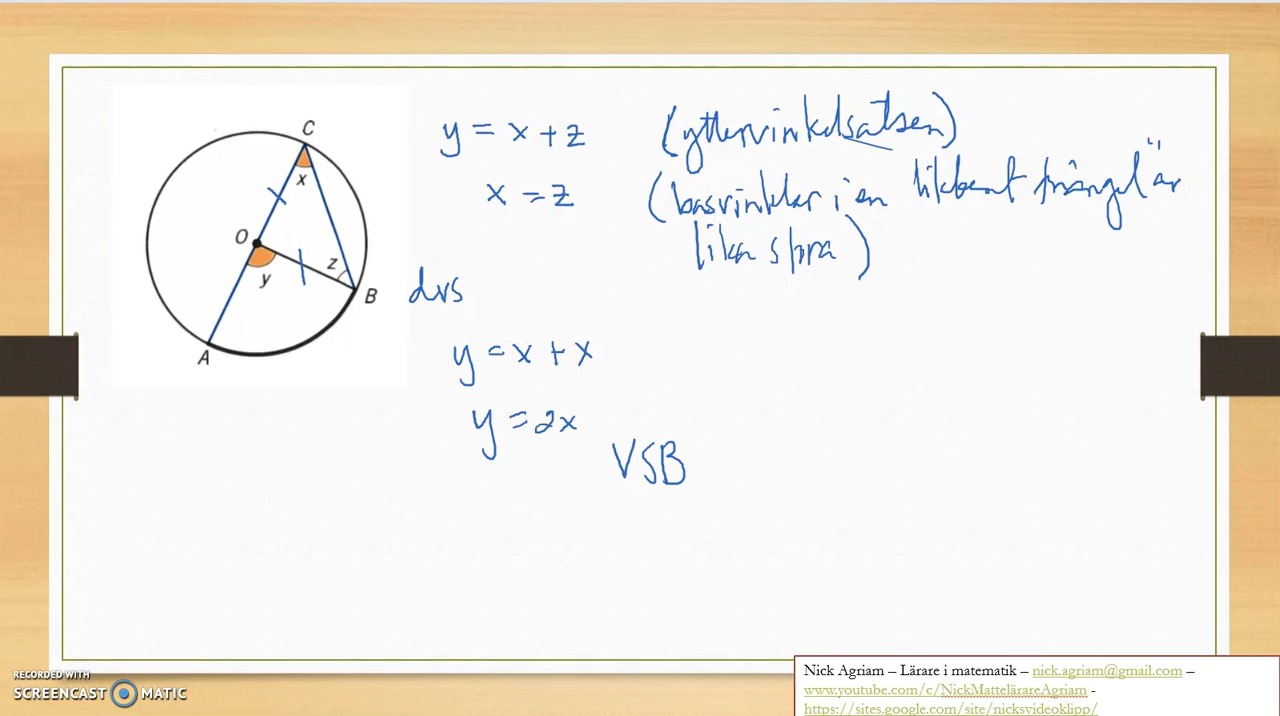 C
x
O
y
z
B
A
y = x + z (yttervinkelsatsen)
x = z (basvinklar i en likbent triangel är
lika stora)
dvs
y = x + x
y = 2x
VSB
RECORDED WITH
SCREENCAST MATIC
Nick Agriam – Lärare i matematik – nick.agriam@gmail.com –
www.youtube.com/c/NickMattelärareAgriam -
https://sites.google.com/site/nicksvideoklipp/